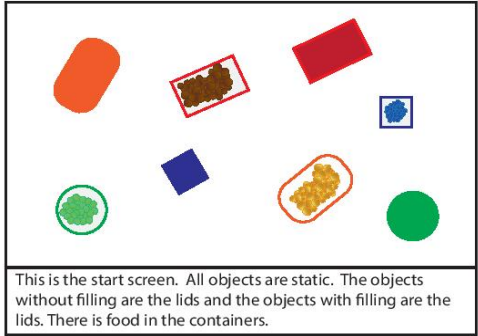 This is the start screen.  All objects are static.  The objects
without filling are the lids and the objects with filling are the
lids. There is food in the containers.